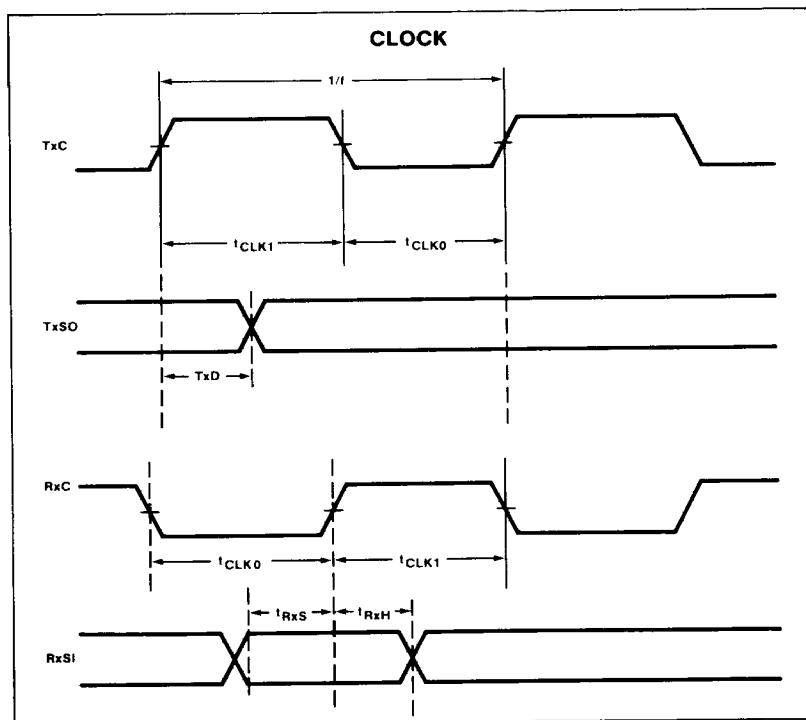 CLOCK
1/f
TxC
tCLK1
tCLK0
TxSO
TxD
RxC
tCLK0
tCLK1
tRxS
tRxH
RxSI